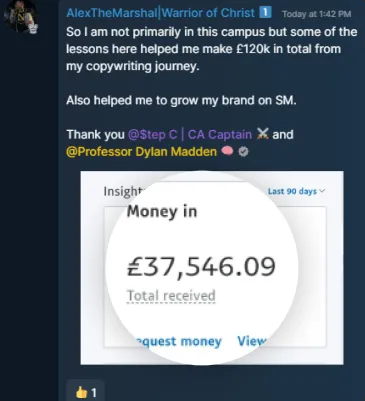 AlexTheMarshal|Warrior of Christ 1 Today at 1:42 PM
So I am not primarily in this campus but some of the
lessons here helped me make £120k in total from
my copywriting journey.
Also helped me to grow my brand on SM.
Thank you @$tep C | CA Captain ⚔️ and
@Professor Dylan Madden 🧠
Insight Last 90 days
Money in
£37,546.09
Total received
equest money View
👍 1